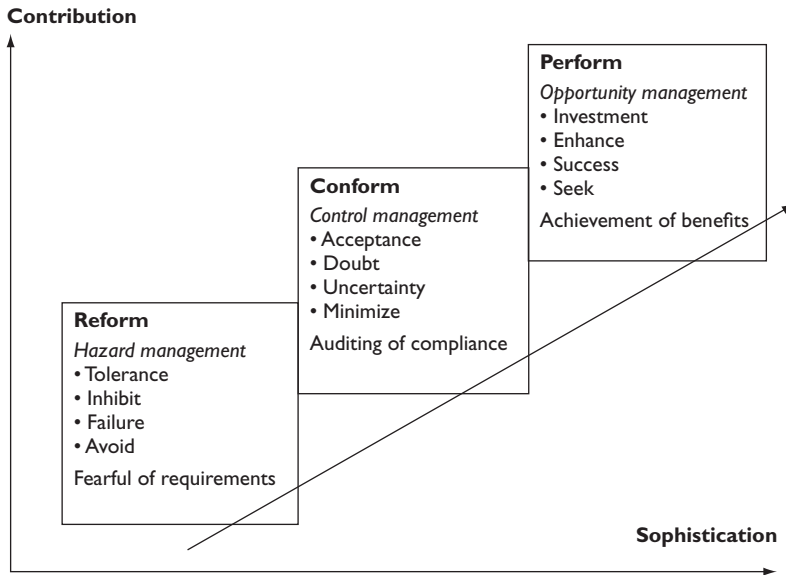 Contribution
Perform
Opportunity management
• Investment
• Enhance
• Success
• Seek
Achievement of benefits
Conform
Control management
• Acceptance
• Doubt
• Uncertainty
• Minimize
Auditing of compliance
Reform
Hazard management
• Tolerance
• Inhibit
• Failure
• Avoid
Fearful of requirements
Sophistication